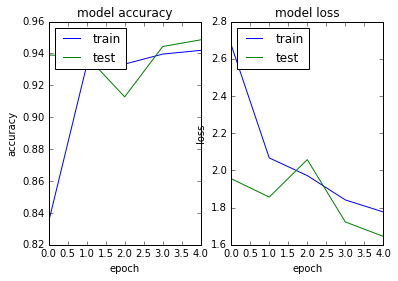 model accuracy
0.96
0.94
0.92
0.90
0.88
0.86
0.84
0.82
accuracy
train
test
0.0 0.5 1.0 1.5 2.0 2.5 3.0 3.5 4.0
epoch
model loss
2.8
2.6
2.4
2.2
2.0
1.8
1.6
loss
train
test
0.0 0.5 1.0 1.5 2.0 2.5 3.0 3.5 4.0
epoch